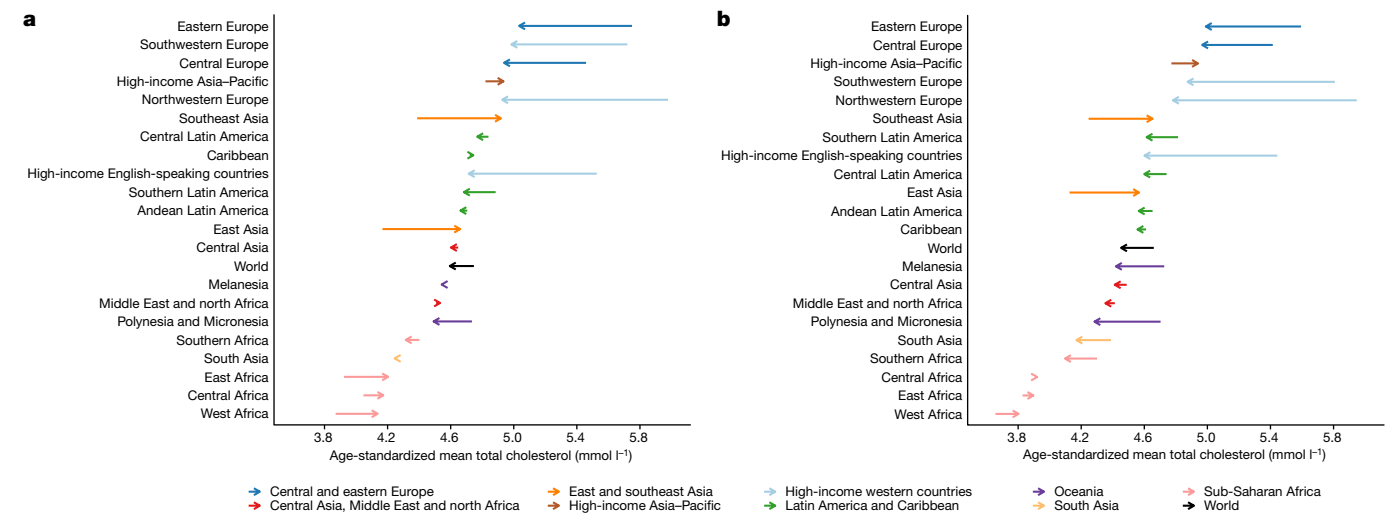 a
Eastern Europe
Southwestern Europe
Central Europe
High-income Asia–Pacific
Northwestern Europe
Southeast Asia
Central Latin America
Caribbean
High-income English-speaking countries
Southern Latin America
Andean Latin America
East Asia
Central Asia
World
Melanesia
Middle East and north Africa
Polynesia and Micronesia
Southern Africa
South Asia
East Africa
Central Africa
West Africa
3.8 4.2 4.6 5.0 5.4 5.8
Age-standardized mean total cholesterol (mmol l⁻¹)
b
Eastern Europe
Central Europe
High-income Asia–Pacific
Southwestern Europe
Northwestern Europe
Southeast Asia
Southern Latin America
High-income English-speaking countries
Central Latin America
East Asia
Andean Latin America
Caribbean
World
Melanesia
Central Asia
Middle East and north Africa
Polynesia and Micronesia
South Asia
Southern Africa
Central Africa
East Africa
West Africa
3.8 4.2 4.6 5.0 5.4 5.8
Age-standardized mean total cholesterol (mmol l⁻¹)
Central and eastern Europe East and southeast Asia High-income western countries Oceania Sub-Saharan Africa
Central Asia, Middle East and north Africa High-income Asia–Pacific Latin America and Caribbean South Asia World